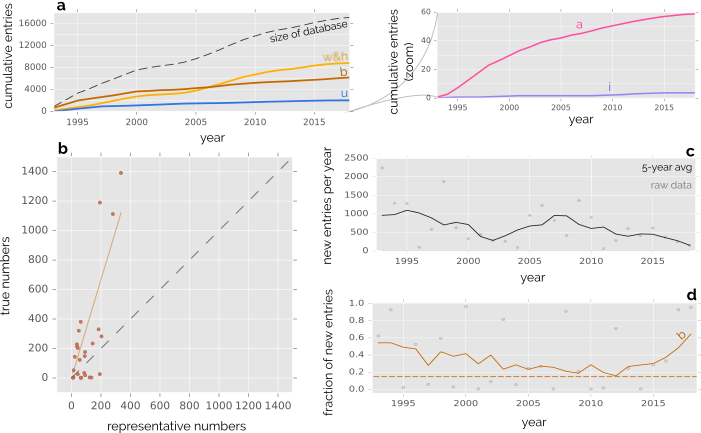 a
cumulative entries
16000
12000
8000
4000
0
size of database
w&h
b
u
1995
2000
2005
2010
2015
year
cumulative entries
(zoom)
60
40
20
0
a
i
1995
2000
2005
2010
2015
year
b
true numbers
1400
1200
1000
800
600
400
200
0
0
200
400
600
800
1000
1200
1400
representative numbers
c
new entries per year
2500
2000
1500
1000
500
0
5-year avg
raw data
1995
2000
2005
2010
2015
year
d
fraction of new entries
1.0
0.8
0.6
0.4
0.2
0.0
b
1995
2000
2005
2010
2015
year